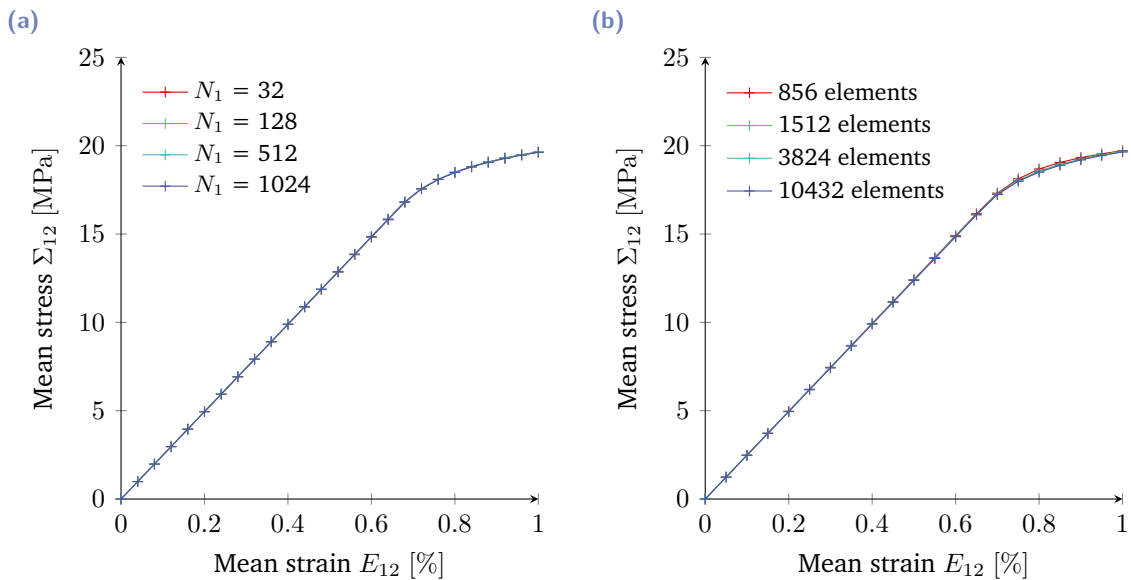 (a)
25
20
15
10
5
0
0 0.2 0.4 0.6 0.8 1
Mean strain E₁₂ [%]
Mean stress Σ₁₂ [MPa]
N₁ = 32
N₁ = 128
N₁ = 512
N₁ = 1024
(b)
25
20
15
10
5
0
0 0.2 0.4 0.6 0.8 1
Mean strain E₁₂ [%]
Mean stress Σ₁₂ [MPa]
856 elements
1512 elements
3824 elements
10432 elements